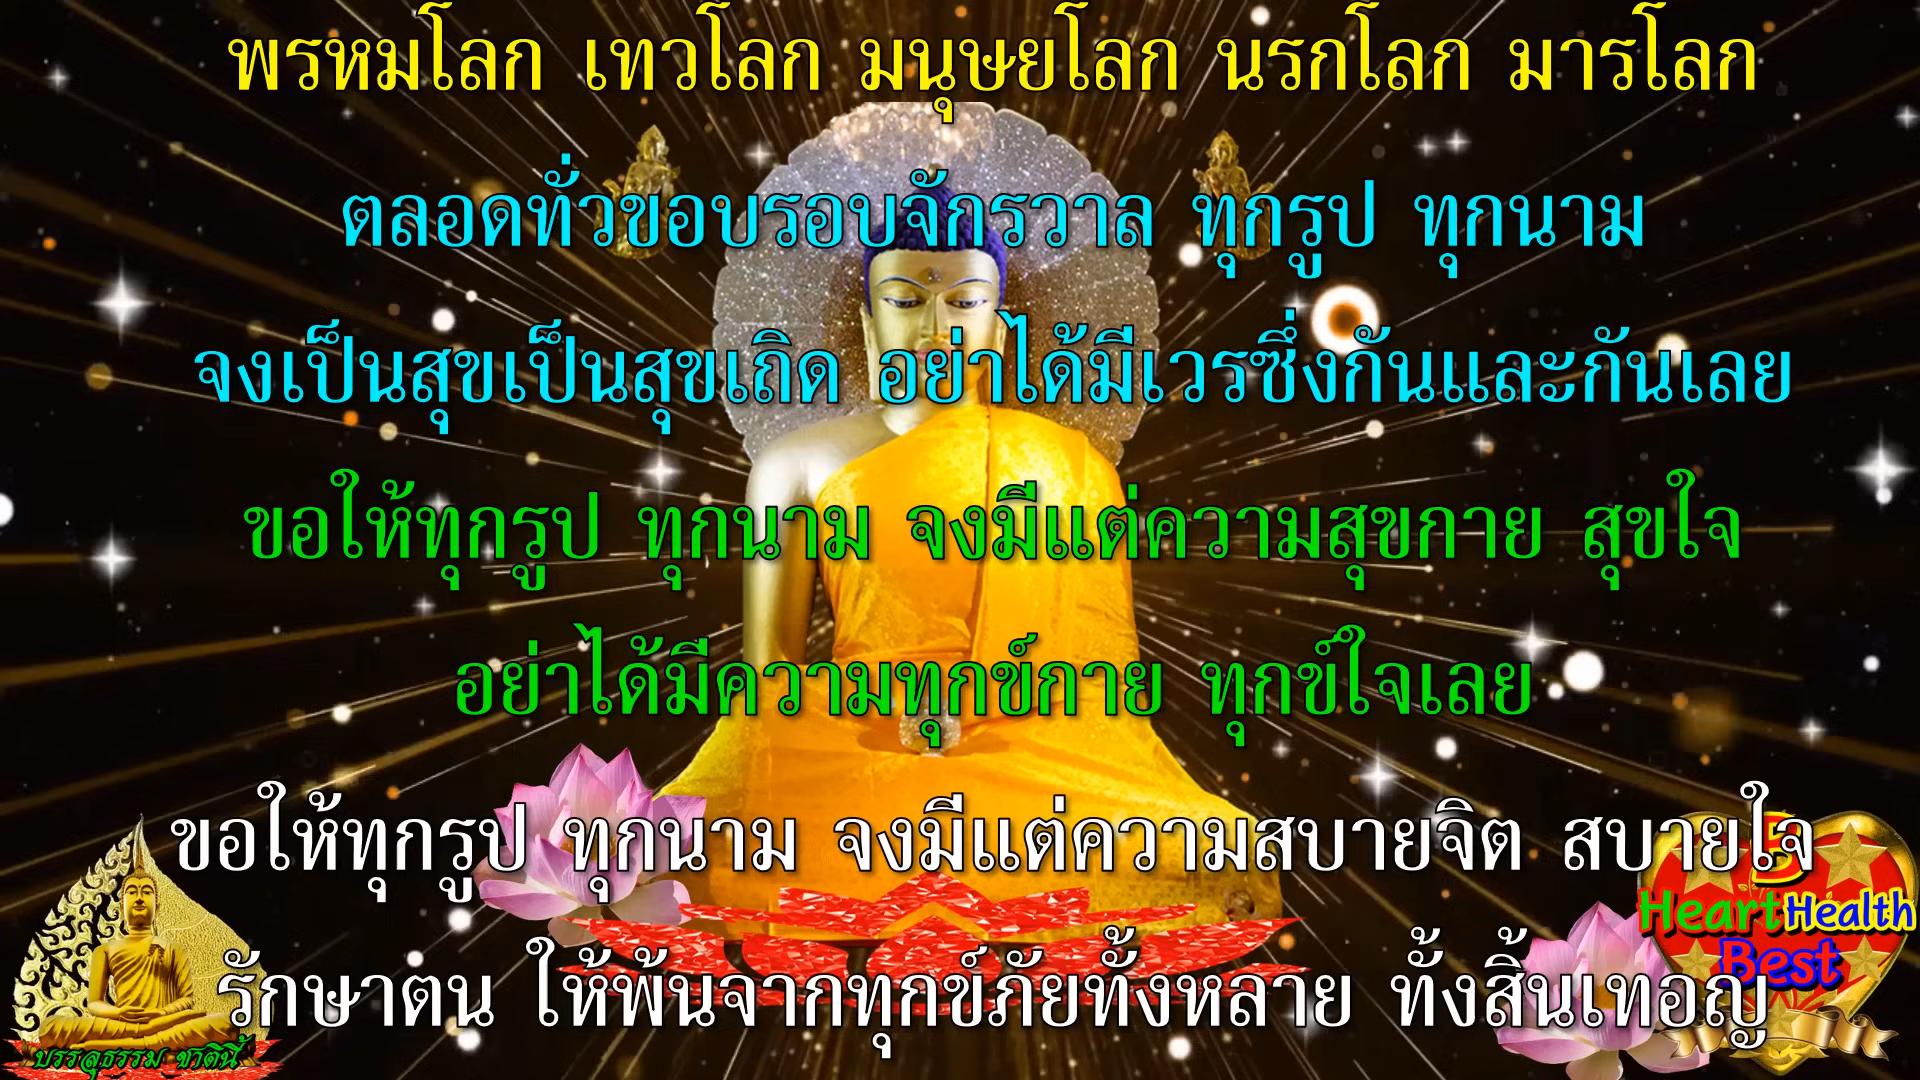 พรหมโลก เทวโลก มนุษยโลก นรกโลก มารโลก
ตลอดทั่วขอบรอบจักรวาล ทุกรูป ทุกนาม
จงเป็นสุขเป็นสุขเถิด อย่าได้มีเวรซึ่งกันและกันเลย
ขอให้ทุกรูป ทุกนาม จงมีแต่ความสุขกาย สุขใจ
อย่าได้มีความทุกข์กาย ทุกข์ใจเลย
ขอให้ทุกรูป ทุกนาม จงมีแต่ความสบายจิต สบายใจ
รักษาตน ให้พ้นจากทุกข์ภัยทั้งหลาย ทั้งสิ้นเทอญ
บรรลุธรรม ชาตินี้
5
Heart Health
Best